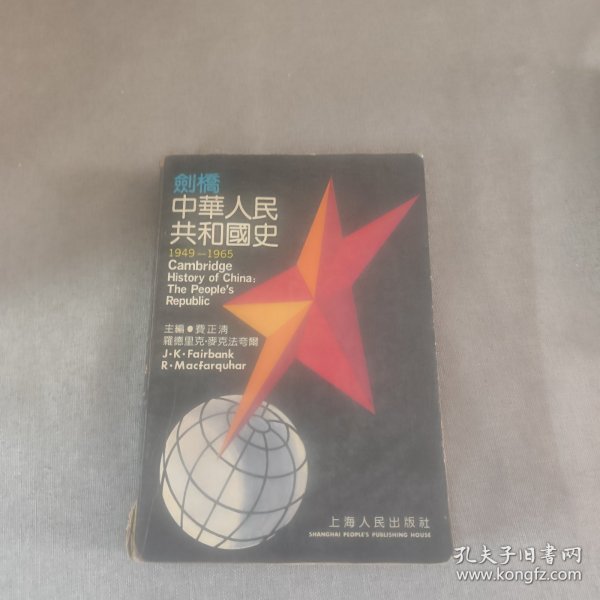 劍橋
中華人民
共和國史
1949—1965
Cambridge
History of China:
The People's
Republic
主編●費正清
羅德里克·麥克法夸爾
J·K·Fairbank
R·Macfarquhar
上海人民出版社
SHANGHAI PEOPLE'S PUBLISHING HOUSE
孔夫子旧书网
www.kongfz.com